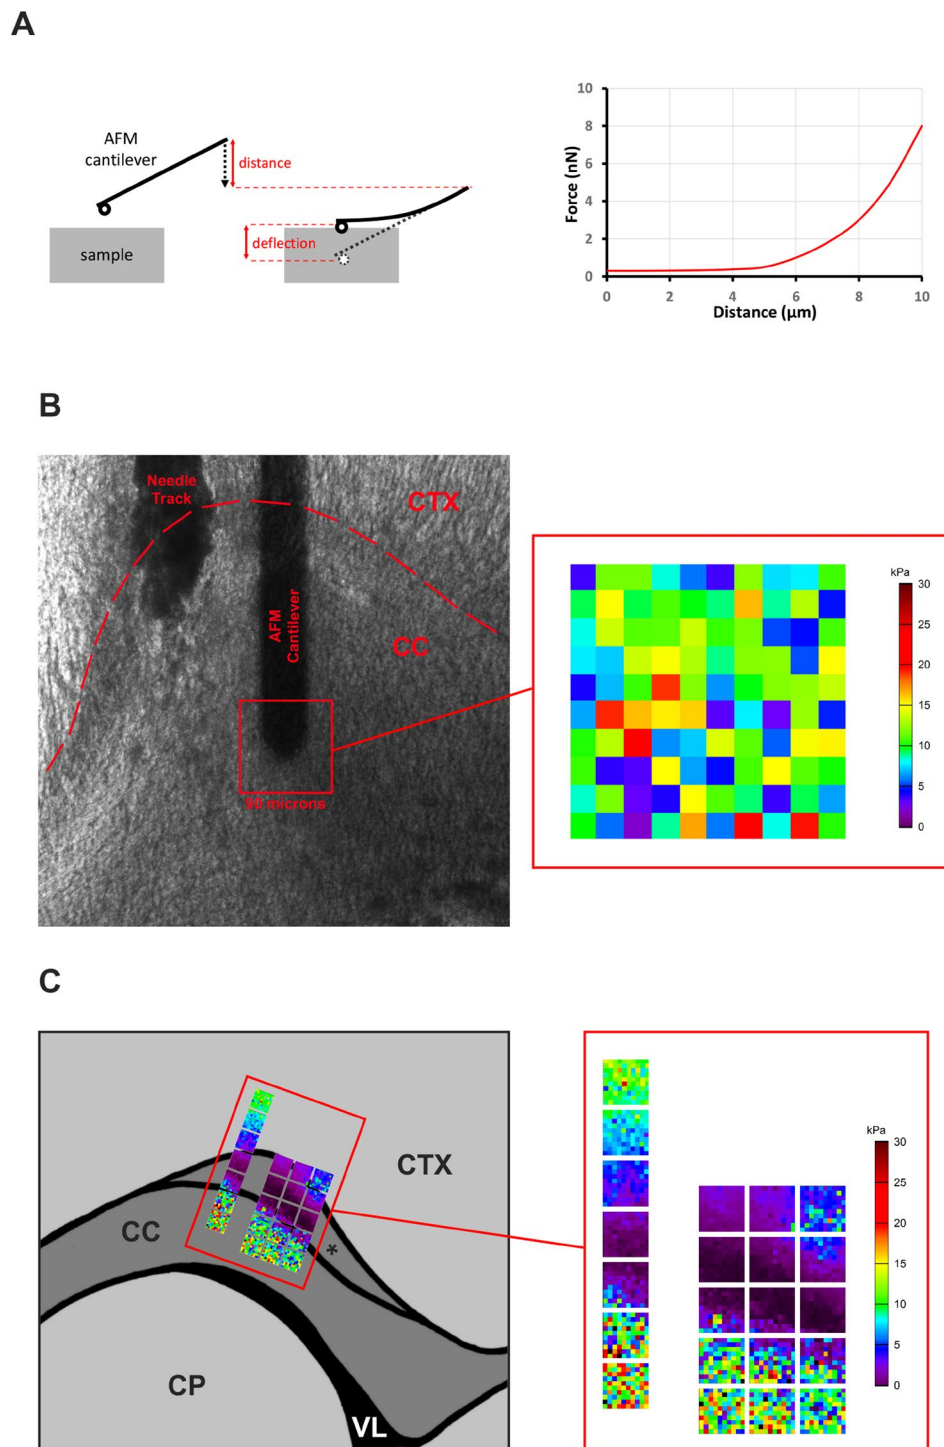 A
AFM
cantilever
distance
deflection
sample
Force (nN)
10
8
6
4
2
0
0 2 4 6 8 10
Distance (µm)
B
Needle
Track
CTX
AFM
Cantilever
CC
90 microns
kPa
30
25
20
15
10
5
0
C
CTX
CC
*
CP
VL
kPa
30
25
20
15
10
5
0